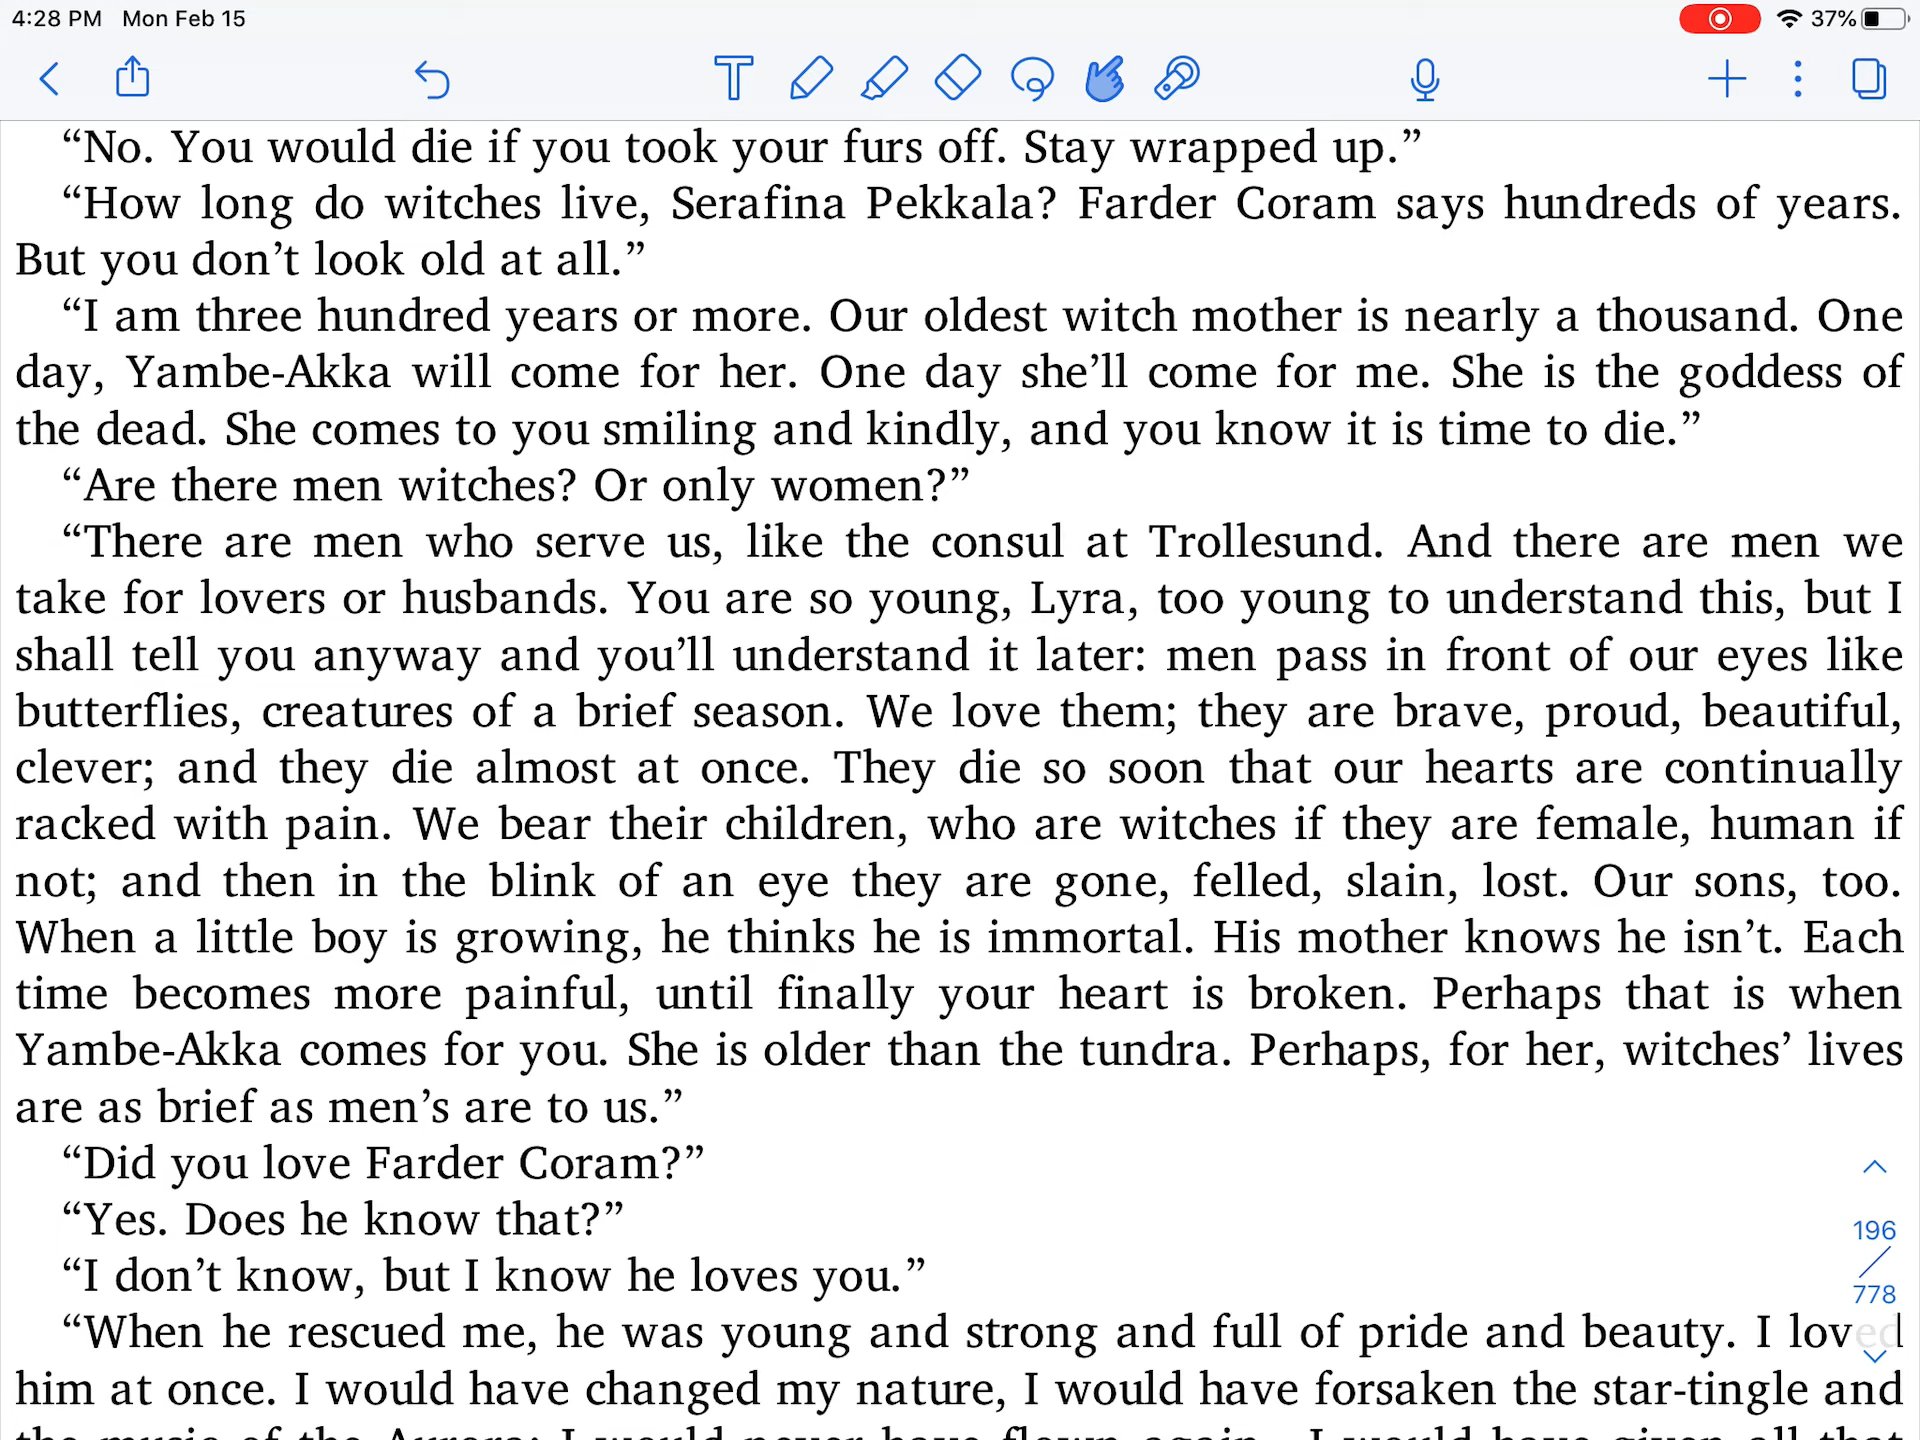 4:28 PM Mon Feb 15 37%
“No. You would die if you took your furs off. Stay wrapped up.”
“How long do witches live, Serafina Pekkala? Farder Coram says hundreds of years.
But you don’t look old at all.”
“I am three hundred years or more. Our oldest witch mother is nearly a thousand. One
day, Yambe-Akka will come for her. One day she’ll come for me. She is the goddess of
the dead. She comes to you smiling and kindly, and you know it is time to die.”
“Are there men witches? Or only women?”
“There are men who serve us, like the consul at Trollesund. And there are men we
take for lovers or husbands. You are so young, Lyra, too young to understand this, but I
shall tell you anyway and you’ll understand it later: men pass in front of our eyes like
butterflies, creatures of a brief season. We love them; they are brave, proud, beautiful,
clever; and they die almost at once. They die so soon that our hearts are continually
racked with pain. We bear their children, who are witches if they are female, human if
not; and then in the blink of an eye they are gone, felled, slain, lost. Our sons, too.
When a little boy is growing, he thinks he is immortal. His mother knows he isn’t. Each
time becomes more painful, until finally your heart is broken. Perhaps that is when
Yambe-Akka comes for you. She is older than the tundra. Perhaps, for her, witches’ lives
are as brief as men’s are to us.”
“Did you love Farder Coram?”
“Yes. Does he know that?”
“I don’t know, but I know he loves you.”
“When he rescued me, he was young and strong and full of pride and beauty. I loved
him at once. I would have changed my nature, I would have forsaken the star-tingle and
the music of the Aurora; I would never have flown again—I would have given all that
196
778